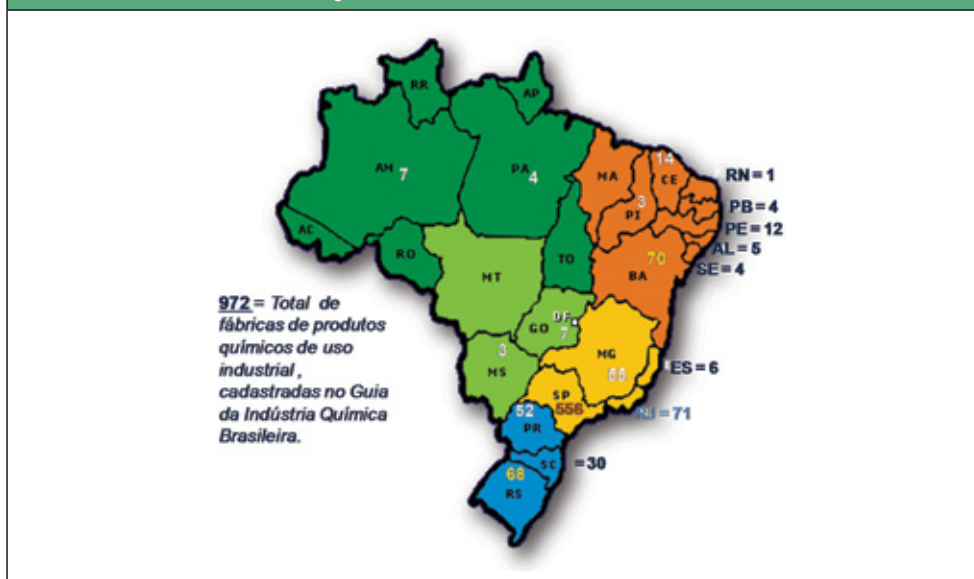 RR
AP
AM 7
PA 4
MA
14
CE
RN = 1
3
PI
PB = 4
PE = 12
AL = 5
SE = 4
AC
RO
TO
70
BA
MT
972 = Total de
fábricas de produtos
químicos de uso
industrial ,
cadastradas no Guia
da Indústria Química
Brasileira.
DF
GO 7
3
MS
MG
55
ES = 6
SP
556
RJ = 71
52
PR
SC = 30
68
RS